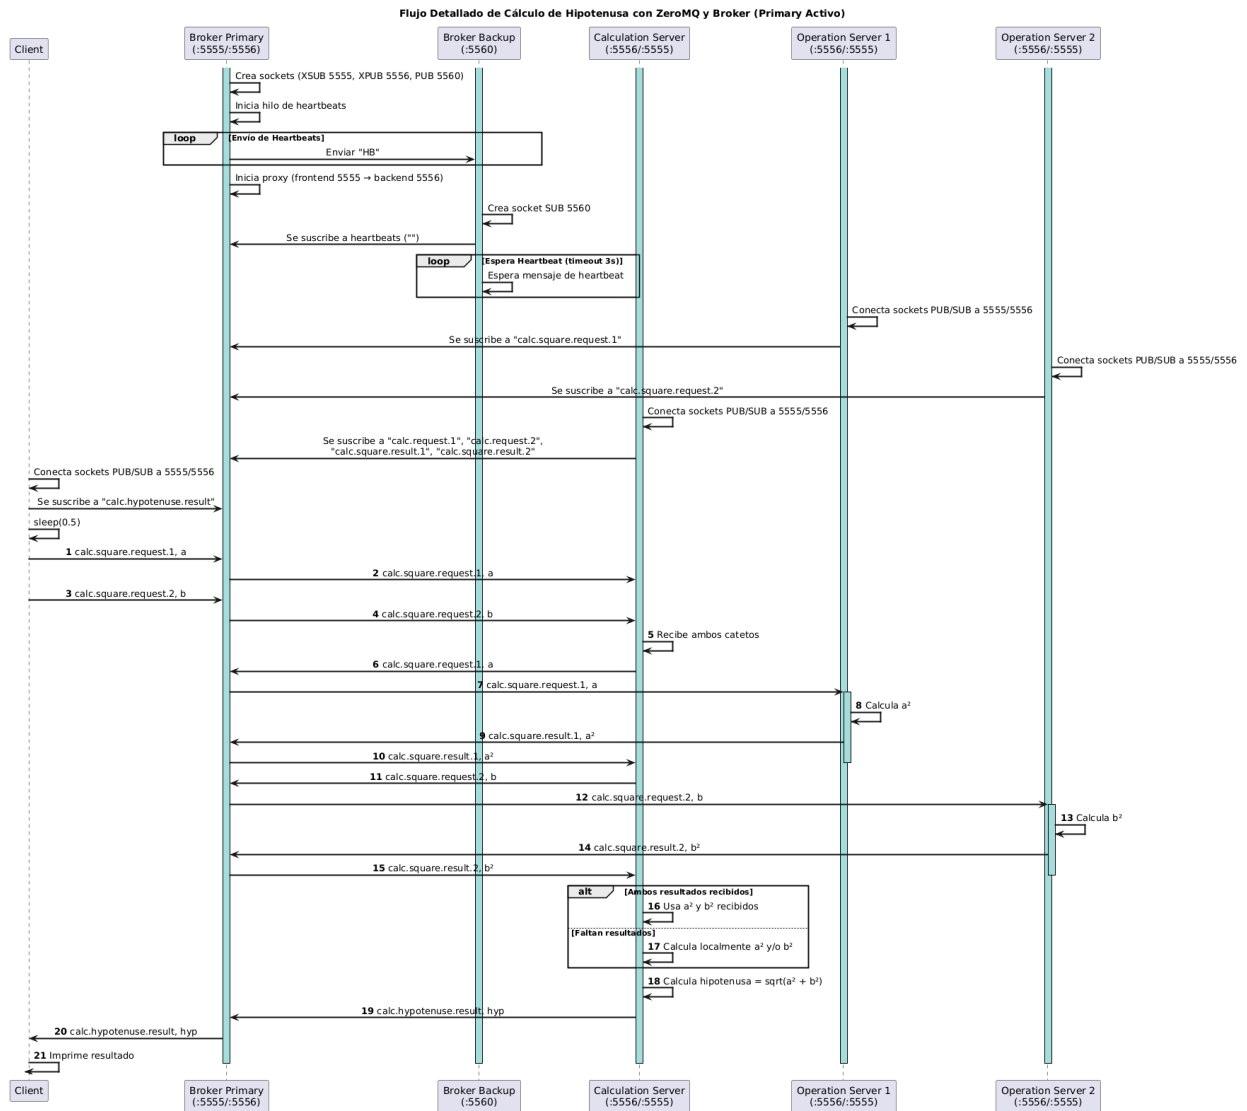 Flujo Detallado de Cálculo de Hipotenusa con ZeroMQ y Broker (Primary Activo)
Client
Broker Primary
(:5555/:5556)
Broker Backup
(:5560)
Calculation Server
(:5556/:5555)
Operation Server 1
(:5556/:5555)
Operation Server 2
(:5556/:5555)
Crea sockets (XSUB 5555, XPUB 5556, PUB 5560)
Inicia hilo de heartbeats
loop [Envío de Heartbeats]
Enviar "HB"
Inicia proxy (frontend 5555 → backend 5556)
Crea socket SUB 5560
Se suscribe a heartbeats ("")
loop [Espera Heartbeat (timeout 3s)]
Espera mensaje de heartbeat
Conecta sockets PUB/SUB a 5555/5556
Se suscribe a "calc.square.request.1"
Conecta sockets PUB/SUB a 5555/5556
Se suscribe a "calc.square.request.2"
Conecta sockets PUB/SUB a 5555/5556
Se suscribe a "calc.request.1", "calc.request.2",
"calc.square.result.1", "calc.square.result.2"
Conecta sockets PUB/SUB a 5555/5556
Se suscribe a "calc.hypotenuse.result"
sleep(0.5)
1 calc.square.request.1, a
2 calc.square.request.1, a
3 calc.square.request.2, b
4 calc.square.request.2, b
5 Recibe ambos catetos
6 calc.square.request.1, a
7 calc.square.request.1, a
8 Calcula a²
9 calc.square.result.1, a²
10 calc.square.result.1, a²
11 calc.square.request.2, b
12 calc.square.request.2, b
13 Calcula b²
14 calc.square.result.2, b²
15 calc.square.result.2, b²
alt [Ambos resultados recibidos]
16 Usa a² y b² recibidos
[Faltan resultados]
17 Calcula localmente a² y/o b²
18 Calcula hipotenusa = sqrt(a² + b²)
19 calc.hypotenuse.result, hyp
20 calc.hypotenuse.result, hyp
21 Imprime resultado
Client
Broker Primary
(:5555/:5556)
Broker Backup
(:5560)
Calculation Server
(:5556/:5555)
Operation Server 1
(:5556/:5555)
Operation Server 2
(:5556/:5555)